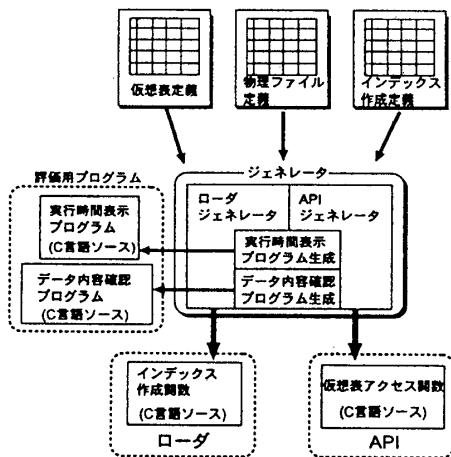 仮想表定義
物理ファイル
定義
インデックス
作成定義
評価用プログラム
ジェネレータ
ローダ
ジェネレータ
API
ジェネレータ
実行時間表示
プログラム
(C言語ソース)
実行時間表示
プログラム生成
データ内容確認
プログラム
(C言語ソース)
データ内容確認
プログラム生成
インデックス
作成関数
(C言語ソース)
ローダ
仮想表アクセス関数
(C言語ソース)
API